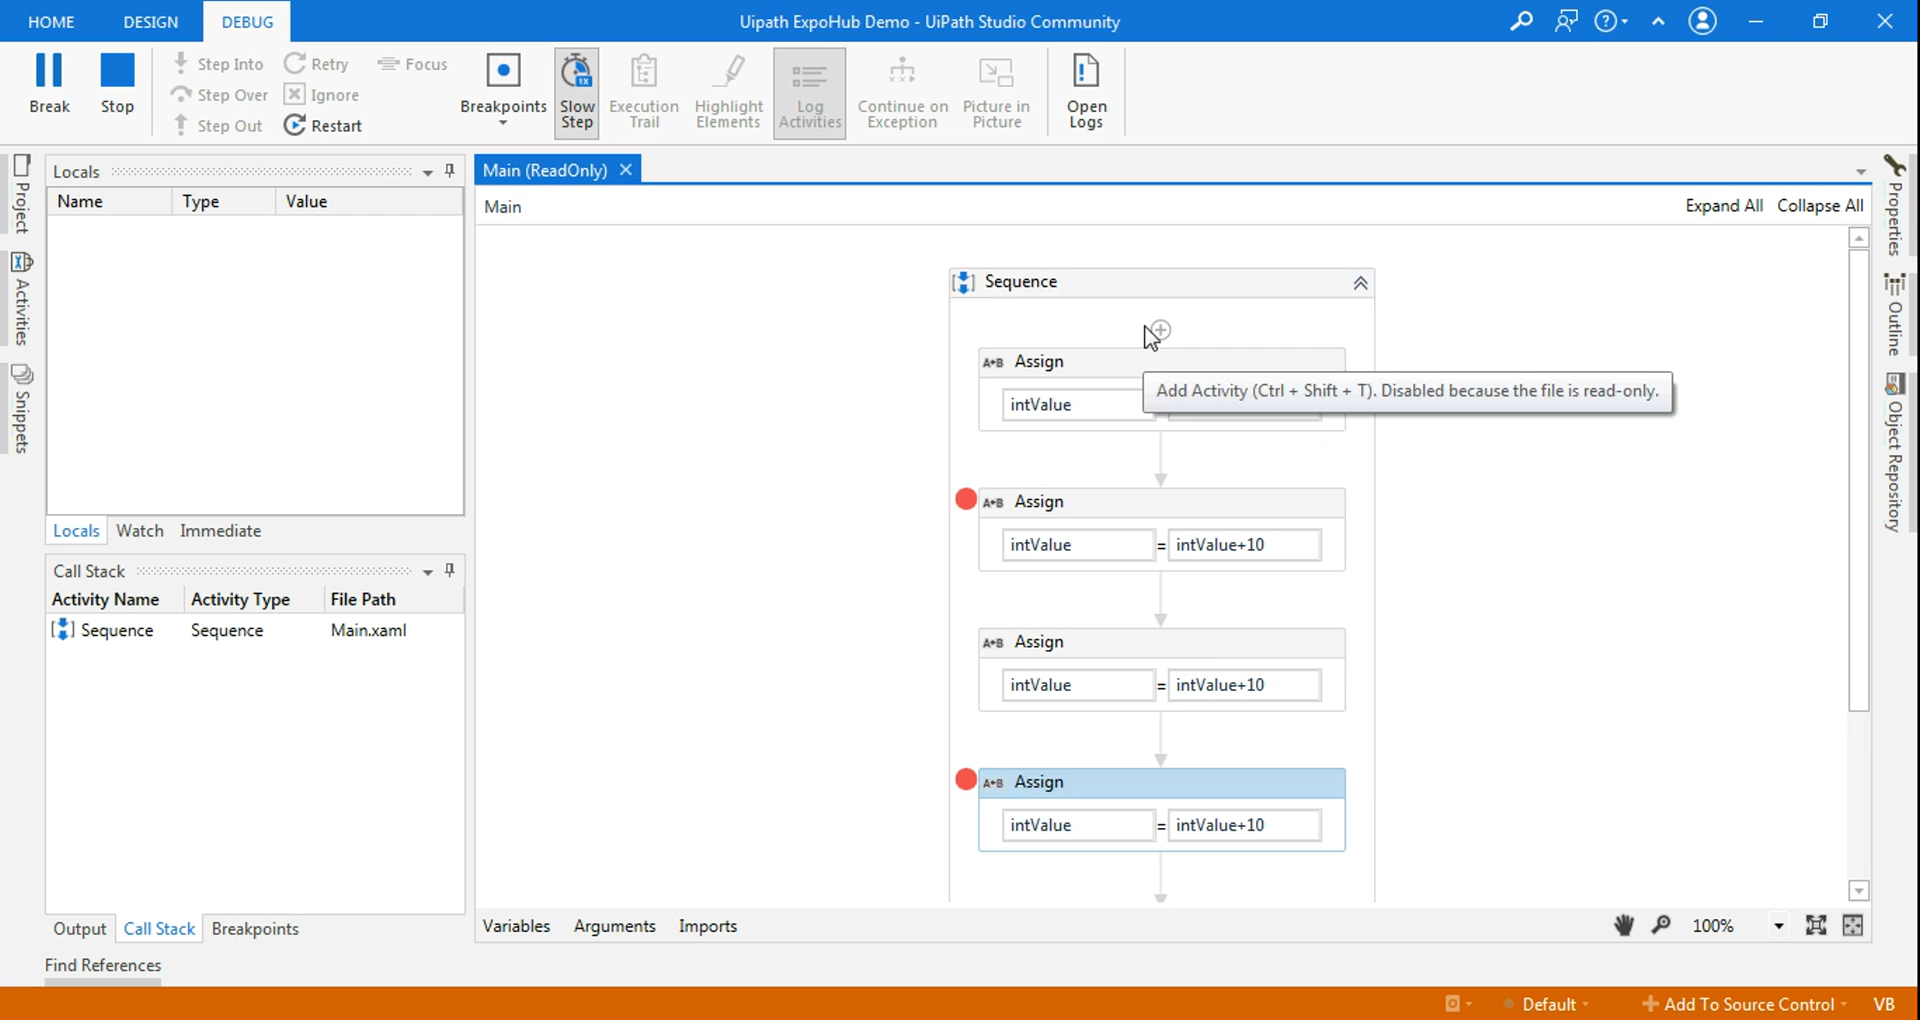 HOME DESIGN DEBUG Uipath ExpoHub Demo - UiPath Studio Community
Break
Stop
Step Into
Step Over
Step Out
Retry
Ignore
Restart
Focus
Breakpoints
Slow
Step
1X
Execution
Trail
Highlight
Elements
Log
Activities
Continue on
Exception
Picture in
Picture
Open
Logs
Project
Activities
Snippets
Locals
Name Type Value
Locals Watch Immediate
Call Stack
Activity Name Activity Type File Path
Sequence Sequence Main.xaml
Output Call Stack Breakpoints
Find References
Main (ReadOnly)
Main Expand All Collapse All
Sequence
A+B Assign
Add Activity (Ctrl + Shift + T). Disabled because the file is read-only.
intValue
A+B Assign
intValue = intValue+10
A+B Assign
intValue = intValue+10
A+B Assign
intValue = intValue+10
Variables Arguments Imports 100%
Properties
Outline
Object Repository
Default Add To Source Control VB